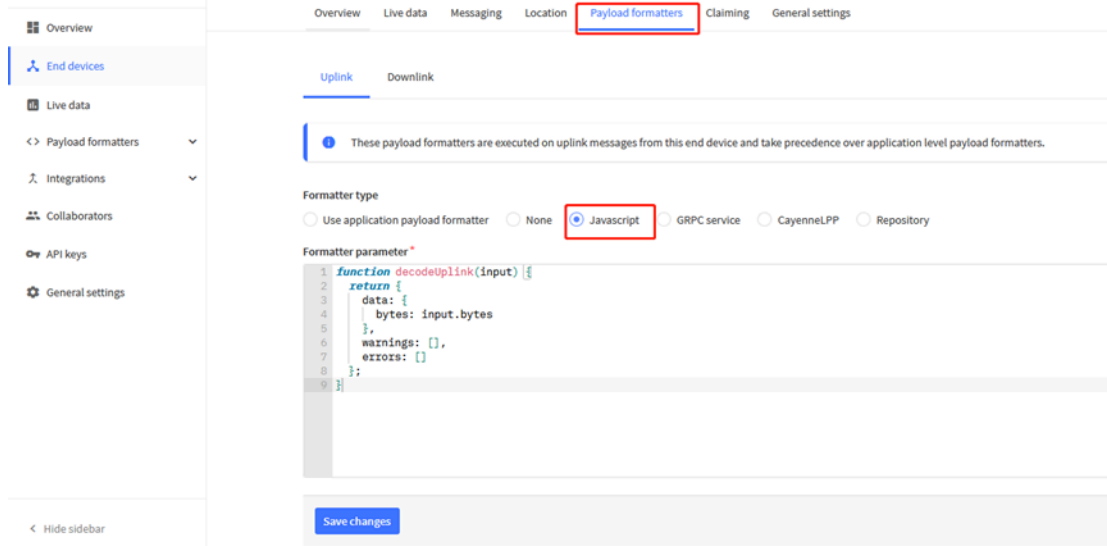 Overview Live data Messaging Location Payload formatters Claiming General settings
Overview
End devices
Live data
Payload formatters
Integrations
Collaborators
API keys
General settings
Hide sidebar
Uplink Downlink
These payload formatters are executed on uplink messages from this end device and take precedence over application level payload formatters.
Formatter type
Use application payload formatter None Javascript GRPC service CayenneLPP Repository
Formatter parameter*
1 function decodeUplink(input) {
2 return {
3 data: {
4 bytes: input.bytes
5 },
6 warnings: [],
7 errors: []
8 };
9 }
Save changes